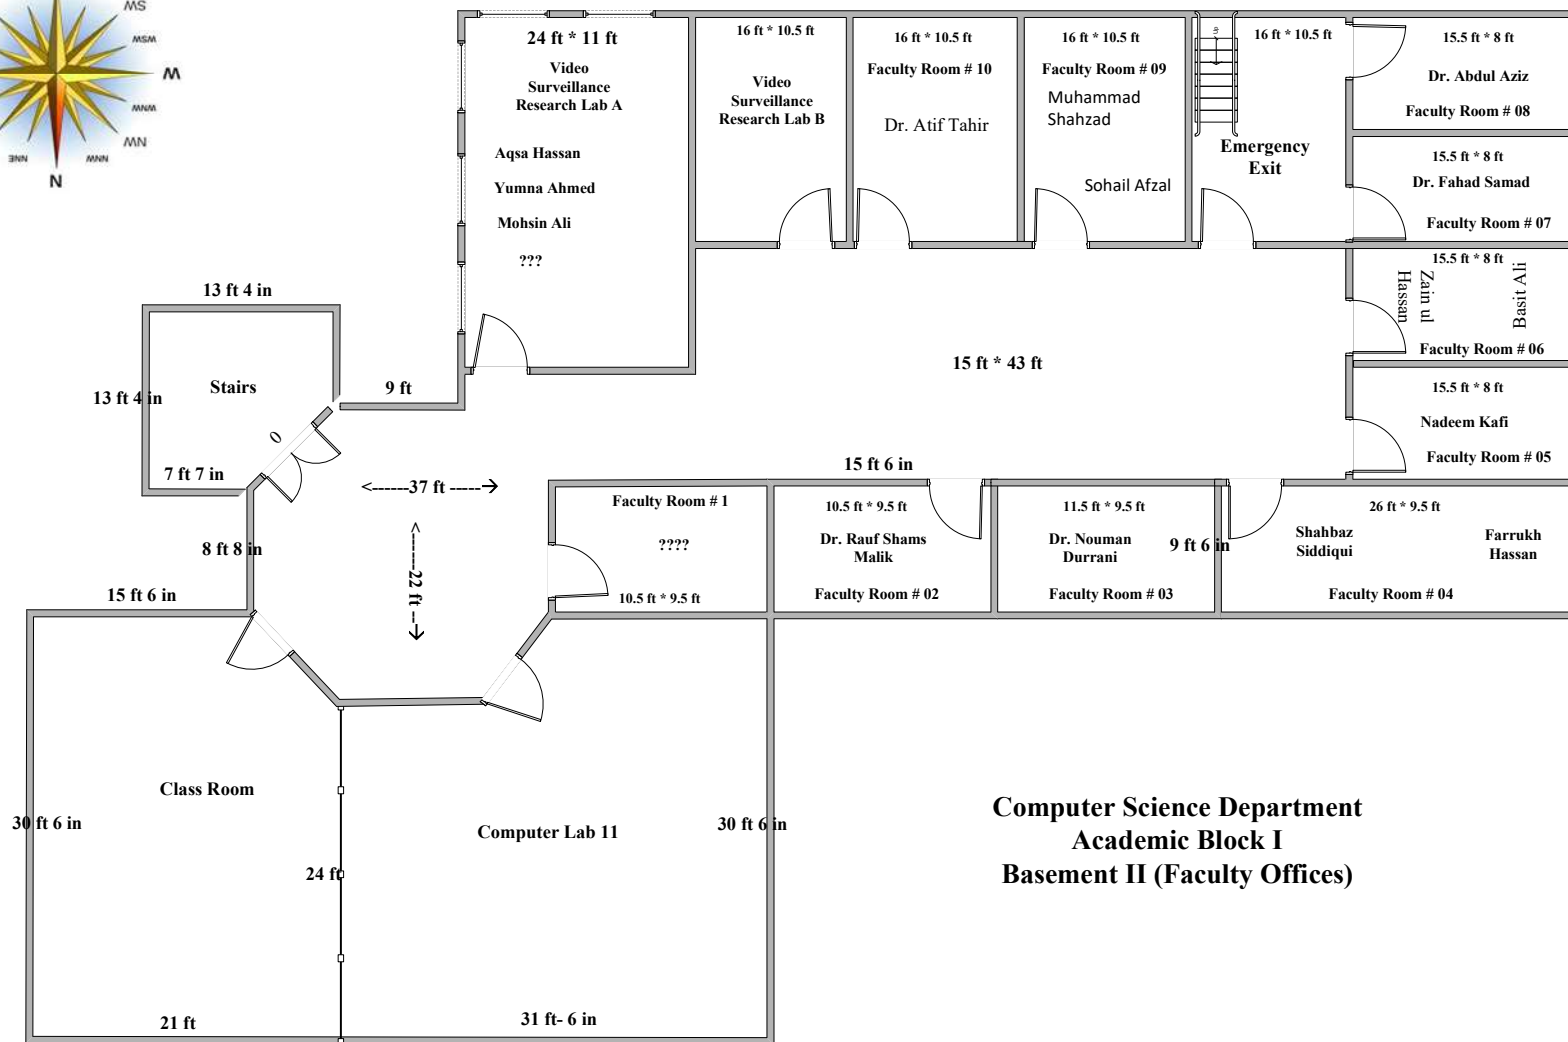 SW
WSW
W
WNW
NW
NNW
N
NNE
24 ft * 11 ft
Video
Surveillance
Research Lab A
Aqsa Hassan
Yumna Ahmed
Mohsin Ali
???
16 ft * 10.5 ft
Video
Surveillance
Research Lab B
16 ft * 10.5 ft
Faculty Room # 10
Dr. Atif Tahir
16 ft * 10.5 ft
Faculty Room # 09
Muhammad
Shahzad
Sohail Afzal
16 ft * 10.5 ft
Emergency
Exit
15.5 ft * 8 ft
Dr. Abdul Aziz
Faculty Room # 08
15.5 ft * 8 ft
Dr. Fahad Samad
Faculty Room # 07
15.5 ft * 8 ft
Zain ul
Hassan
Basit Ali
Faculty Room # 06
15.5 ft * 8 ft
Nadeem Kafi
Faculty Room # 05
13 ft 4 in
13 ft 4 in
Stairs
7 ft 7 in
0
9 ft
15 ft * 43 ft
15 ft 6 in
<------37 ft ----->
<-----22 ft -->
8 ft 8 in
15 ft 6 in
Faculty Room # 1
????
10.5 ft * 9.5 ft
10.5 ft * 9.5 ft
Dr. Rauf Shams
Malik
Faculty Room # 02
11.5 ft * 9.5 ft
Dr. Nouman
Durrani
Faculty Room # 03
9 ft 6 in
26 ft * 9.5 ft
Shahbaz
Siddiqui
Farrukh
Hassan
Faculty Room # 04
Class Room
30 ft 6 in
24 ft
21 ft
Computer Lab 11
30 ft 6 in
31 ft- 6 in
Computer Science Department
Academic Block I
Basement II (Faculty Offices)